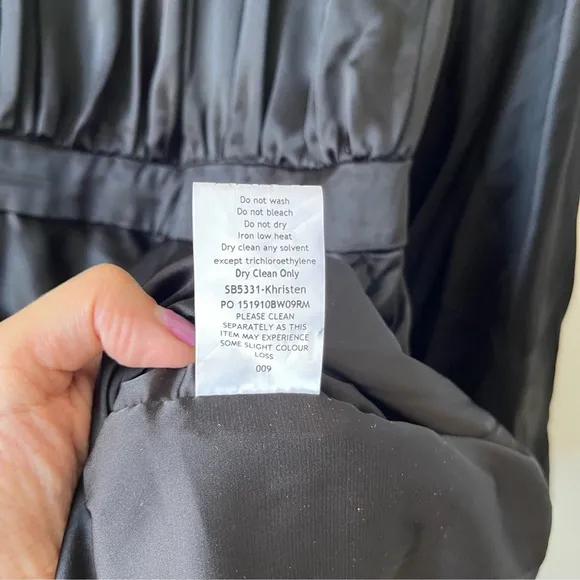 Do not wash
Do not bleach
Do not dry
Iron low heat
Dry clean any solvent
except trichloroethylene
Dry Clean Only
SB5331-Khristen
PO 151910BW09RM
PLEASE CLEAN
SEPARATELY AS THIS
ITEM MAY EXPERIENCE
SOME SLIGHT COLOUR
LOSS
009